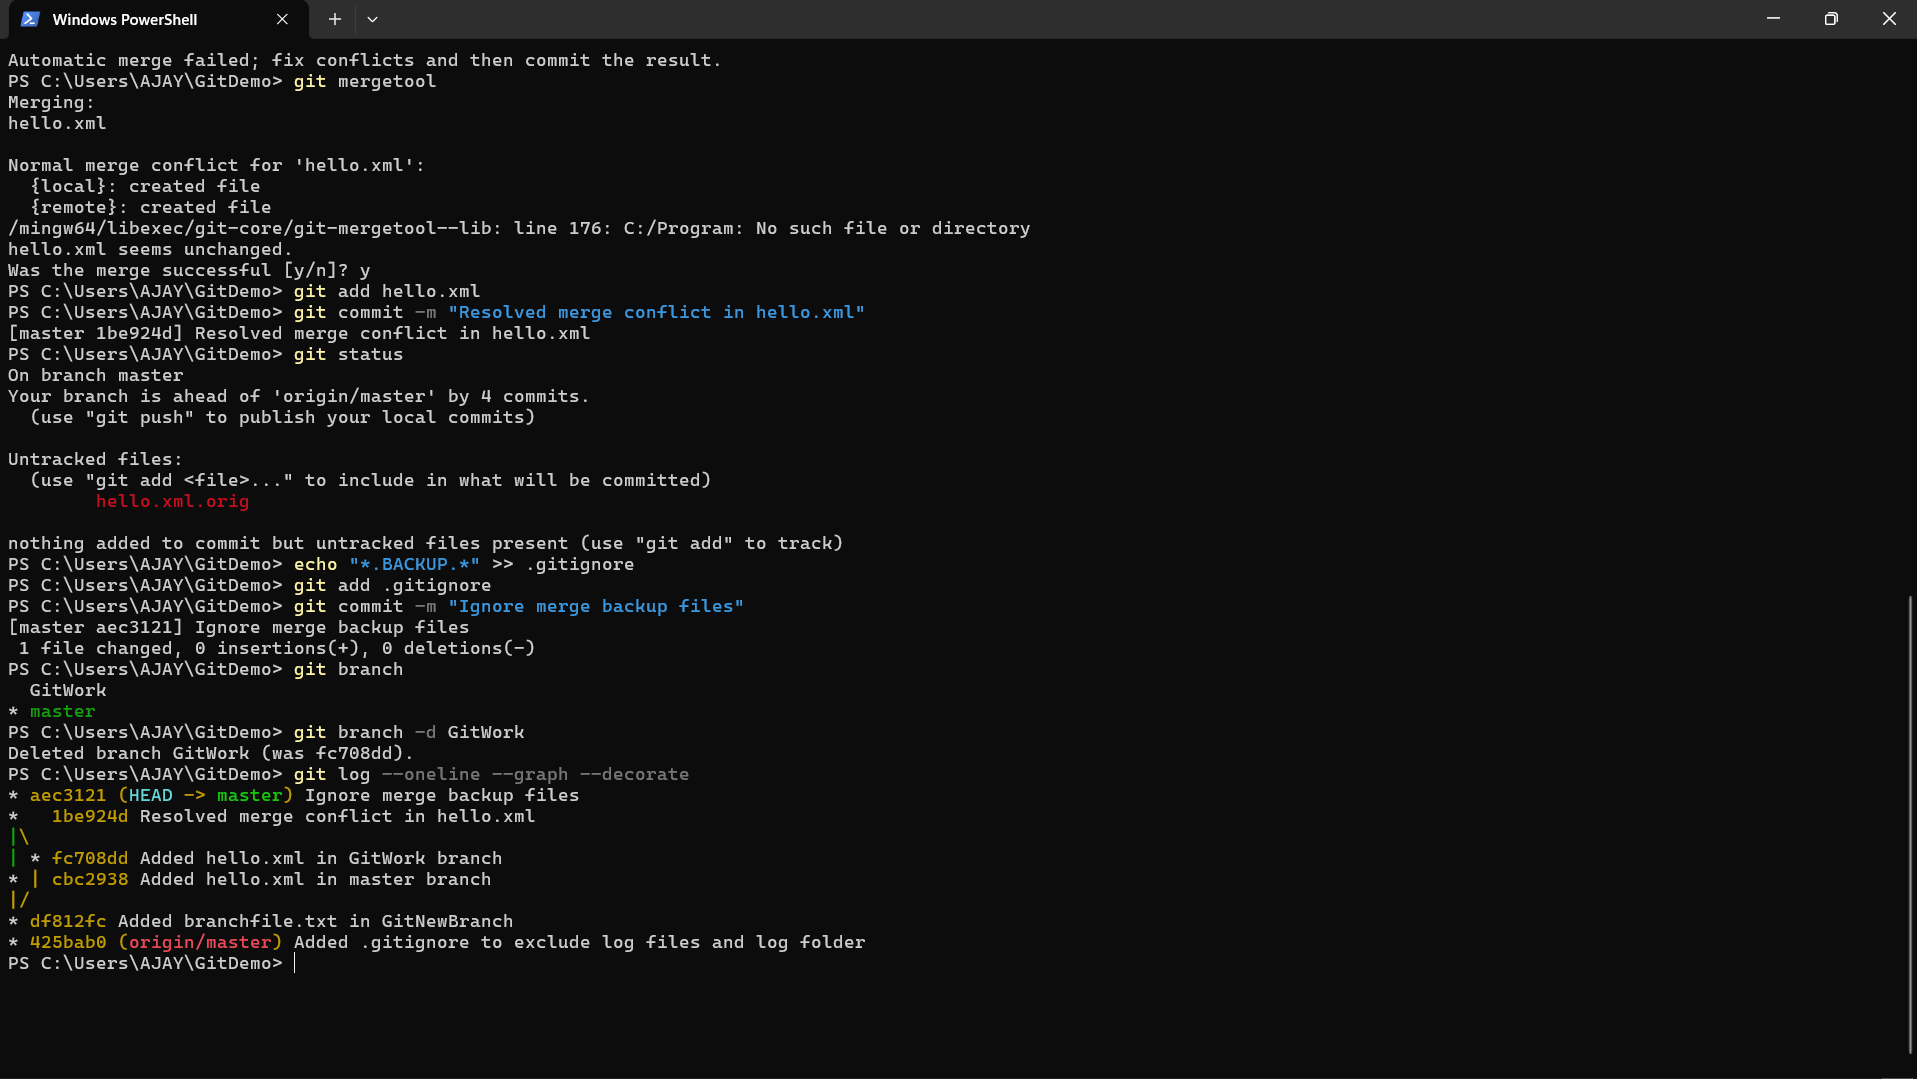 Windows PowerShell
Automatic merge failed; fix conflicts and then commit the result.
PS C:\Users\AJAY\GitDemo> git mergetool
Merging:
hello.xml

Normal merge conflict for 'hello.xml':
  {local}: created file
  {remote}: created file
/mingw64/libexec/git-core/git-mergetool--lib: line 176: C:/Program: No such file or directory
hello.xml seems unchanged.
Was the merge successful [y/n]? y
PS C:\Users\AJAY\GitDemo> git add hello.xml
PS C:\Users\AJAY\GitDemo> git commit -m "Resolved merge conflict in hello.xml"
[master 1be924d] Resolved merge conflict in hello.xml
PS C:\Users\AJAY\GitDemo> git status
On branch master
Your branch is ahead of 'origin/master' by 4 commits.
  (use "git push" to publish your local commits)

Untracked files:
  (use "git add <file>..." to include in what will be committed)
        hello.xml.orig

nothing added to commit but untracked files present (use "git add" to track)
PS C:\Users\AJAY\GitDemo> echo "*.BACKUP.*" >> .gitignore
PS C:\Users\AJAY\GitDemo> git add .gitignore
PS C:\Users\AJAY\GitDemo> git commit -m "Ignore merge backup files"
[master aec3121] Ignore merge backup files
 1 file changed, 0 insertions(+), 0 deletions(-)
PS C:\Users\AJAY\GitDemo> git branch
  GitWork
* master
PS C:\Users\AJAY\GitDemo> git branch -d GitWork
Deleted branch GitWork (was fc708dd).
PS C:\Users\AJAY\GitDemo> git log --oneline --graph --decorate
* aec3121 (HEAD -> master) Ignore merge backup files
*   1be924d Resolved merge conflict in hello.xml
|\
| * fc708dd Added hello.xml in GitWork branch
* | cbc2938 Added hello.xml in master branch
|/
* df812fc Added branchfile.txt in GitNewBranch
* 425bab0 (origin/master) Added .gitignore to exclude log files and log folder
PS C:\Users\AJAY\GitDemo>